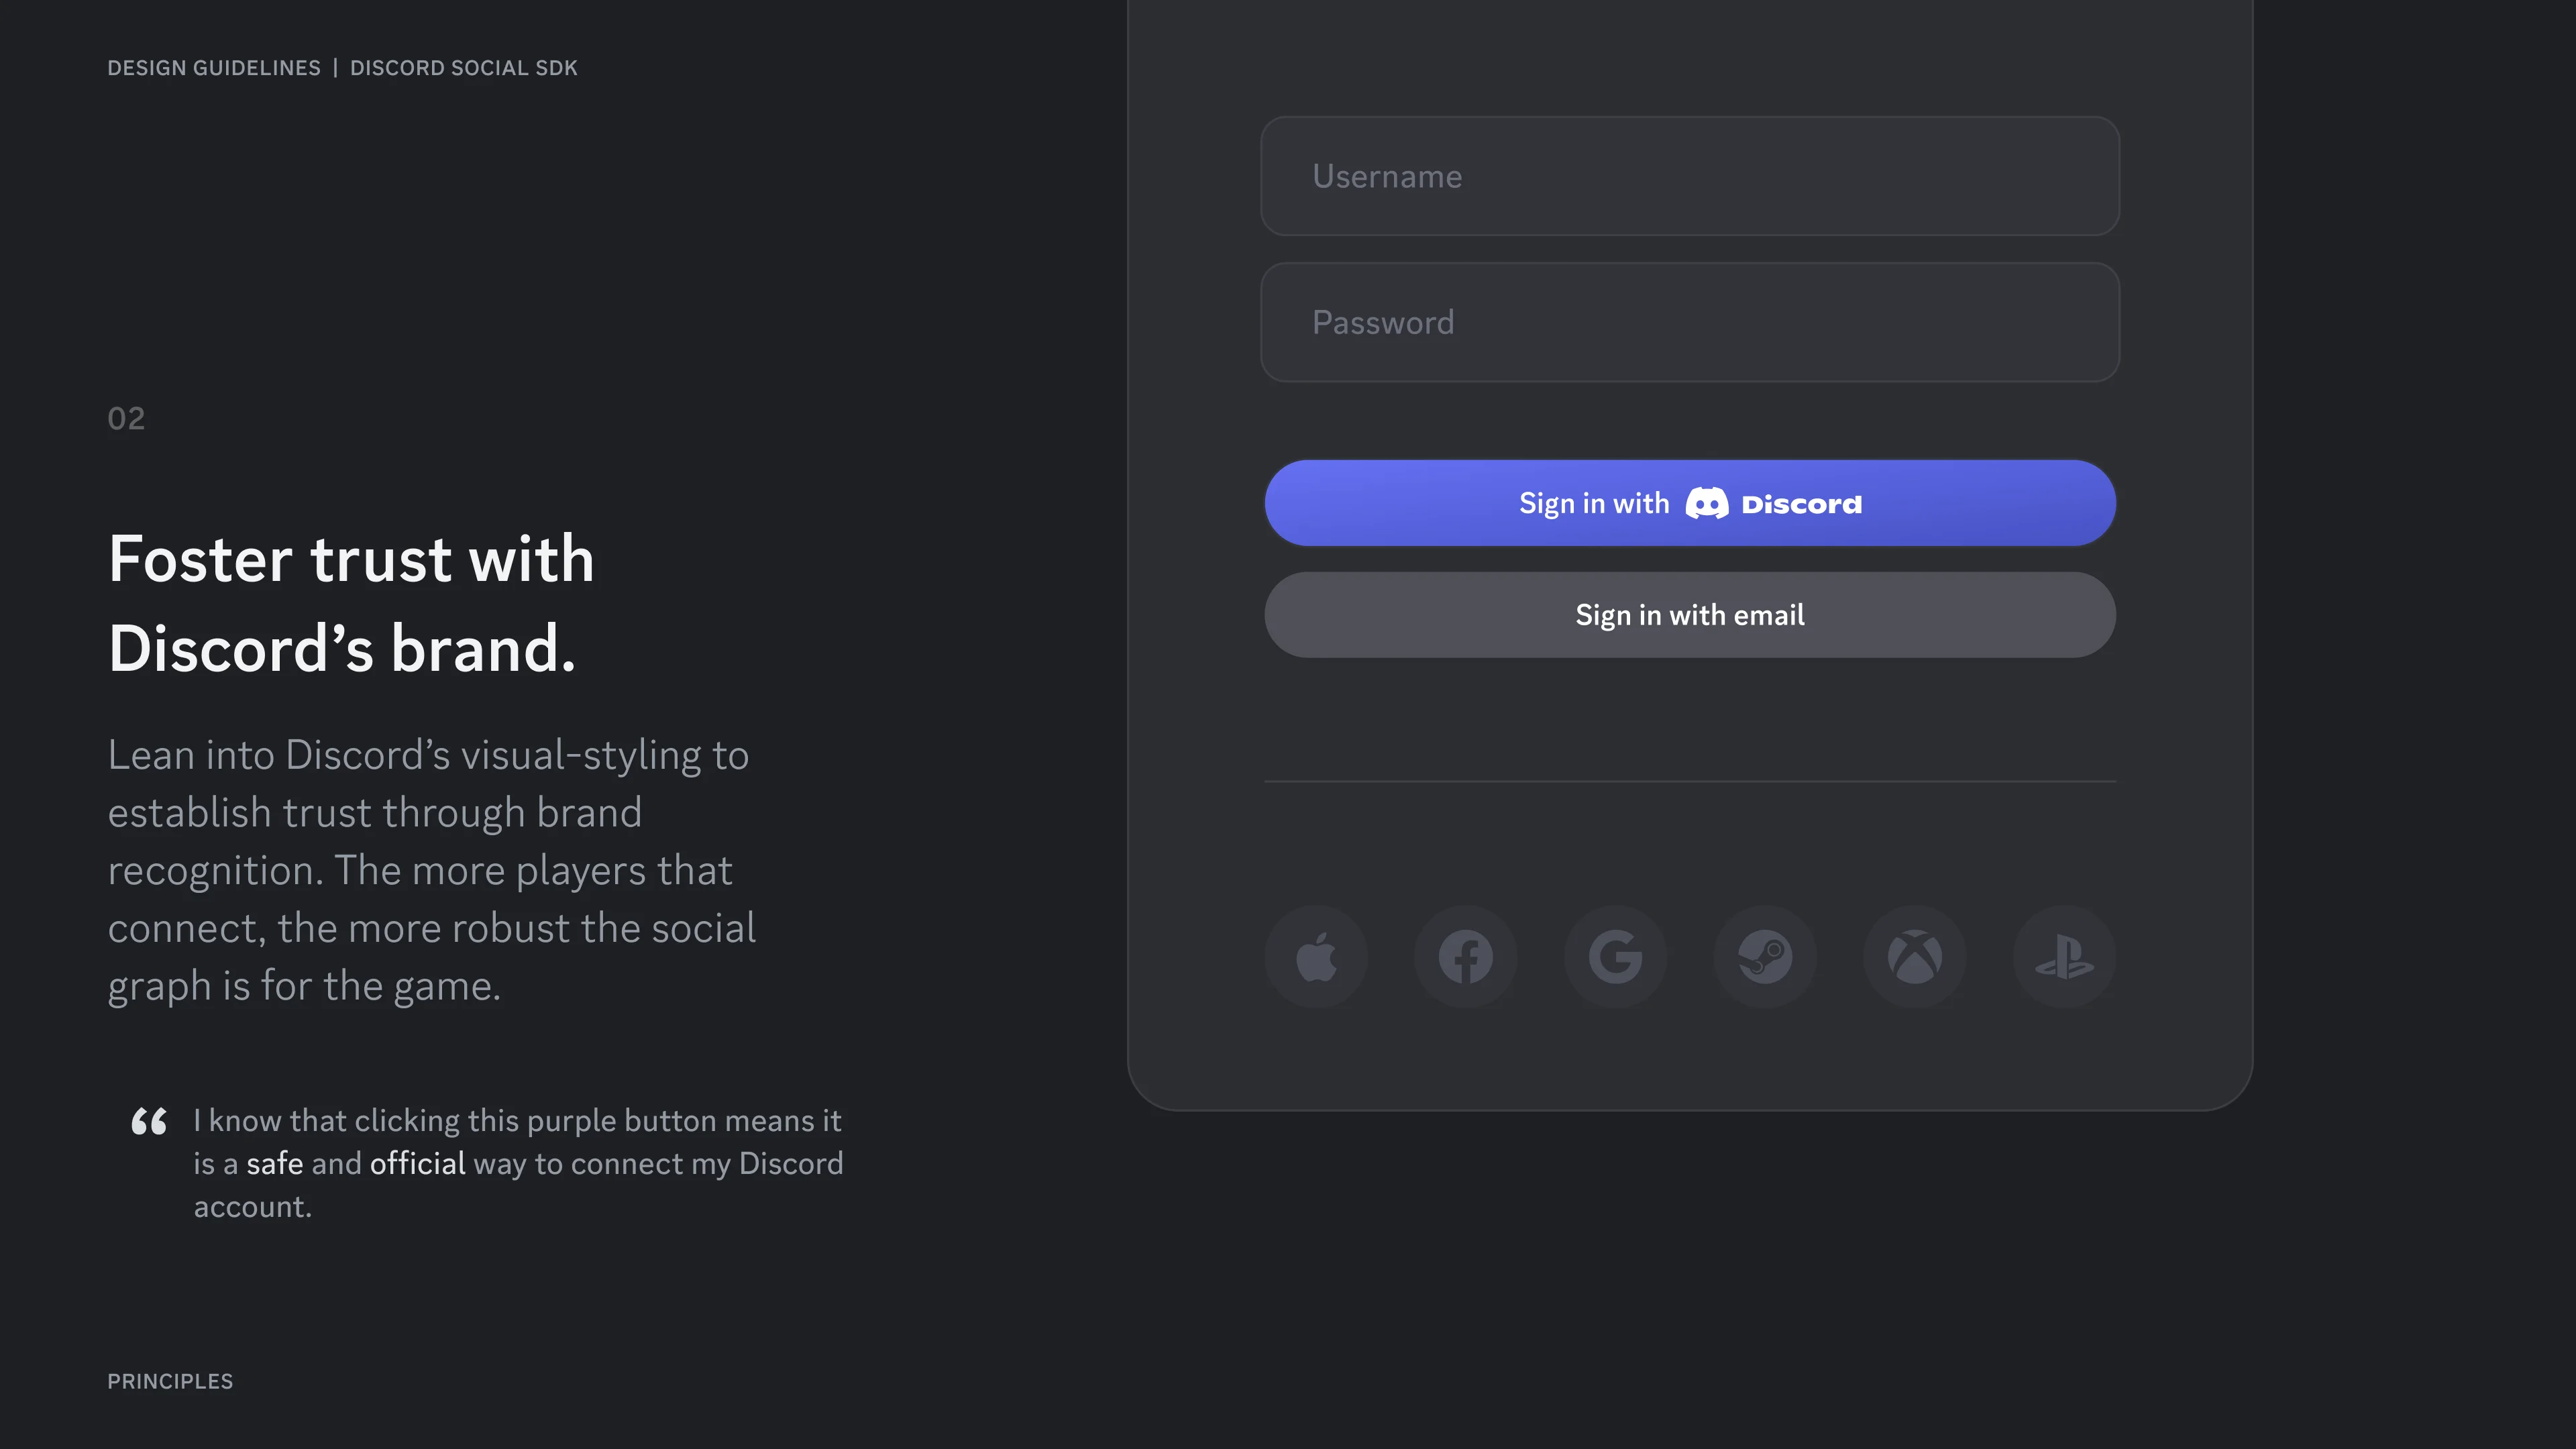 DESIGN GUIDELINES | DISCORD SOCIAL SDK
02
Foster trust with
Discord’s brand.
Lean into Discord’s visual-styling to
establish trust through brand
recognition. The more players that
connect, the more robust the social
graph is for the game.
“ I know that clicking this purple button means it
is a safe and official way to connect my Discord
account.
PRINCIPLES
Username
Password
Sign in with Discord
Sign in with email